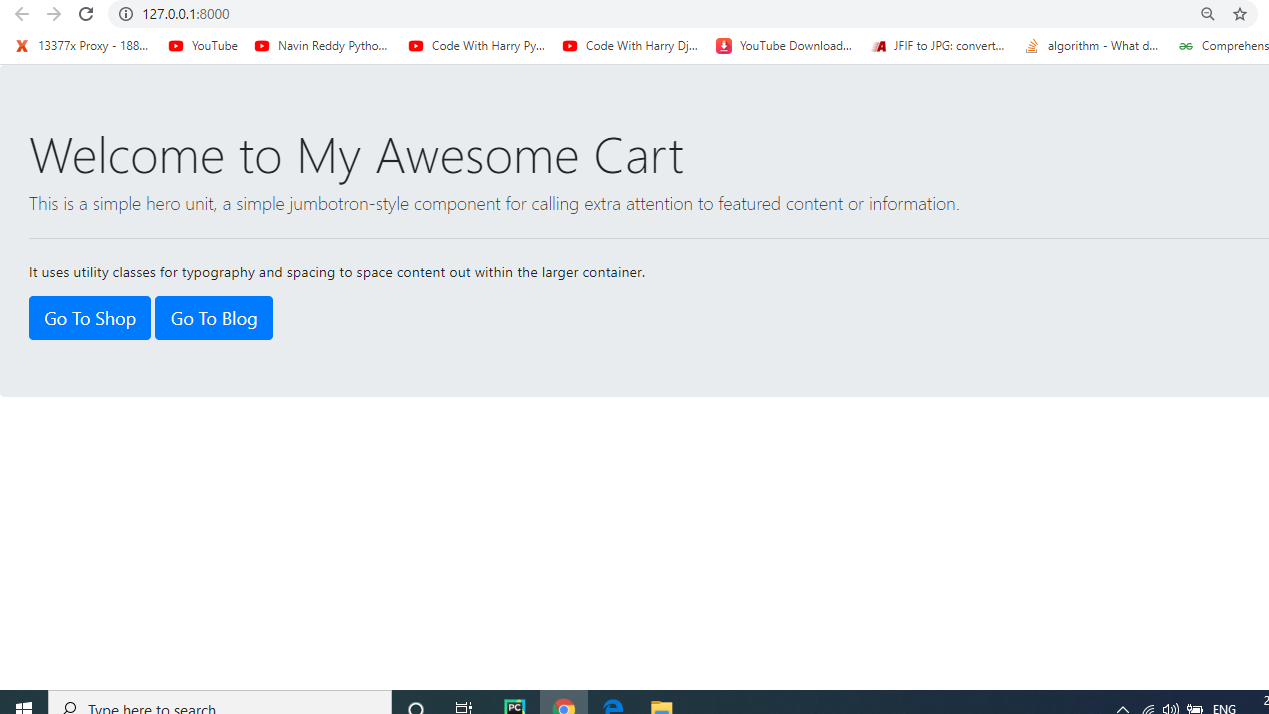 127.0.0.1:8000
13377x Proxy - 188... YouTube Navin Reddy Pytho... Code With Harry Py... Code With Harry Dj... YouTube Download... JFIF to JPG: convert... algorithm - What d... Comprehens
Welcome to My Awesome Cart
This is a simple hero unit, a simple jumbotron-style component for calling extra attention to featured content or information.
It uses utility classes for typography and spacing to space content out within the larger container.
Go To Shop Go To Blog
Type here to search PC ENG